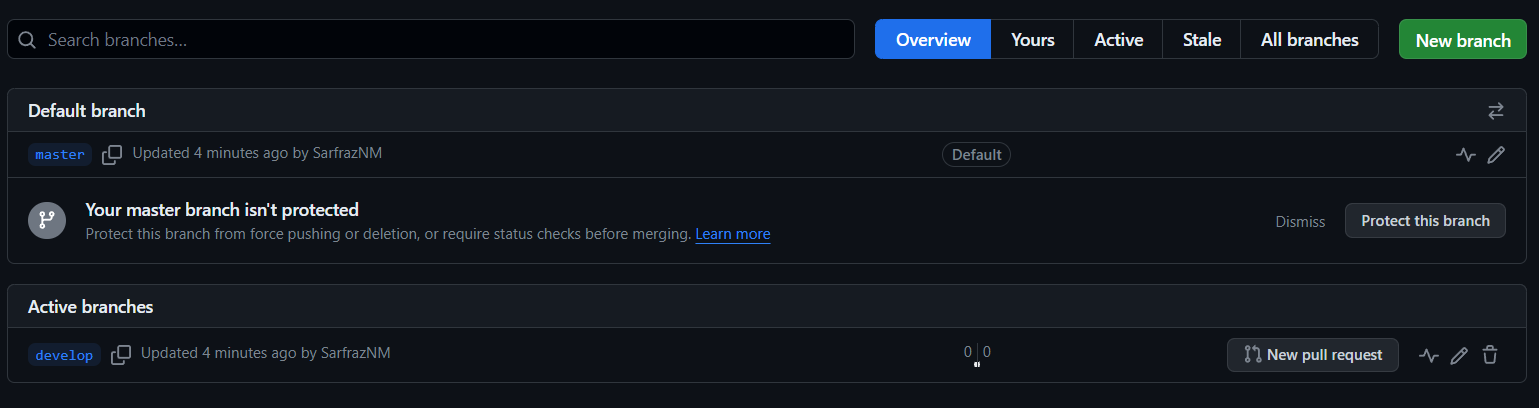 Search branches...
Overview Yours Active Stale All branches New branch
Default branch
master Updated 4 minutes ago by SarfrazNM Default
Your master branch isn't protected
Protect this branch from force pushing or deletion, or require status checks before merging. Learn more Dismiss Protect this branch
Active branches
develop Updated 4 minutes ago by SarfrazNM 0 0 New pull request